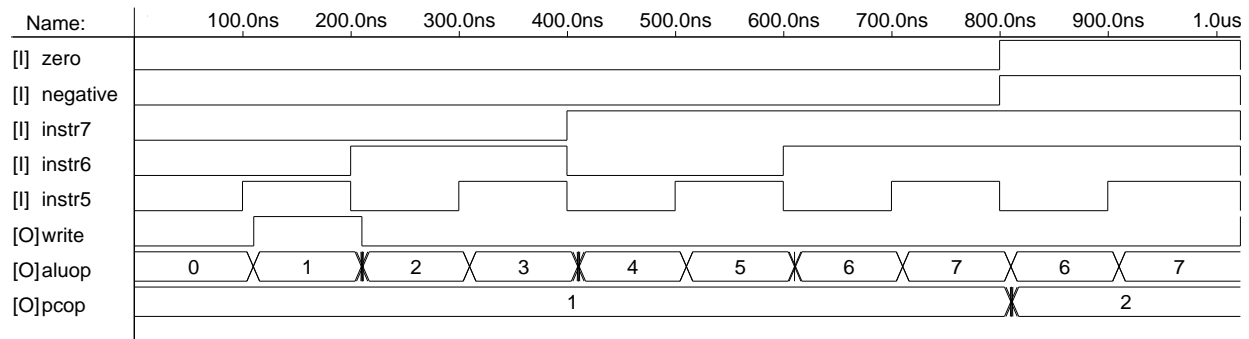 Name: 100.0ns 200.0ns 300.0ns 400.0ns 500.0ns 600.0ns 700.0ns 800.0ns 900.0ns 1.0us
[I] zero
[I] negative
[I] instr7
[I] instr6
[I] instr5
[O] write
[O] aluop 0 1 2 3 4 5 6 7 6 7
[O] pcop 1 2